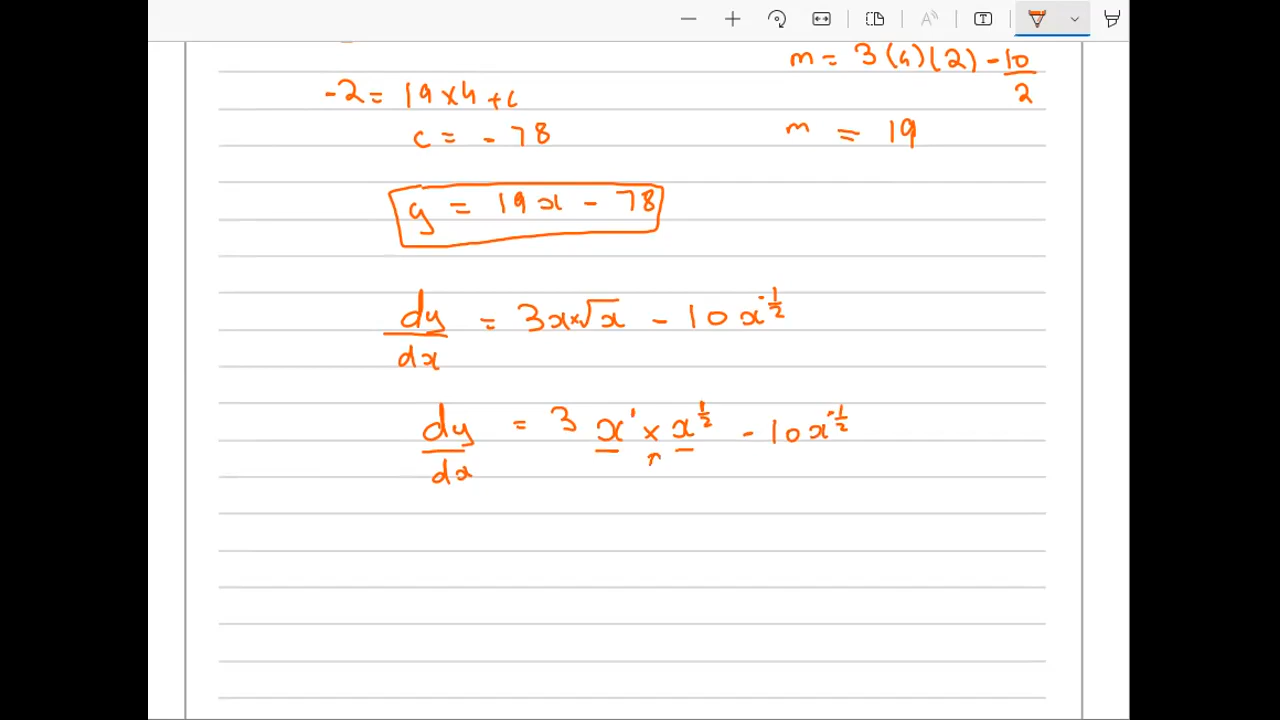 m = 3 (4)(2) - 10/2
-2 = 19 x 4 + c
c = - 78
m = 19
y = 19x - 78
dy/dx = 3x×√x - 10x^-1/2
dy/dx = 3 x^1 × x^1/2 - 10x^-1/2